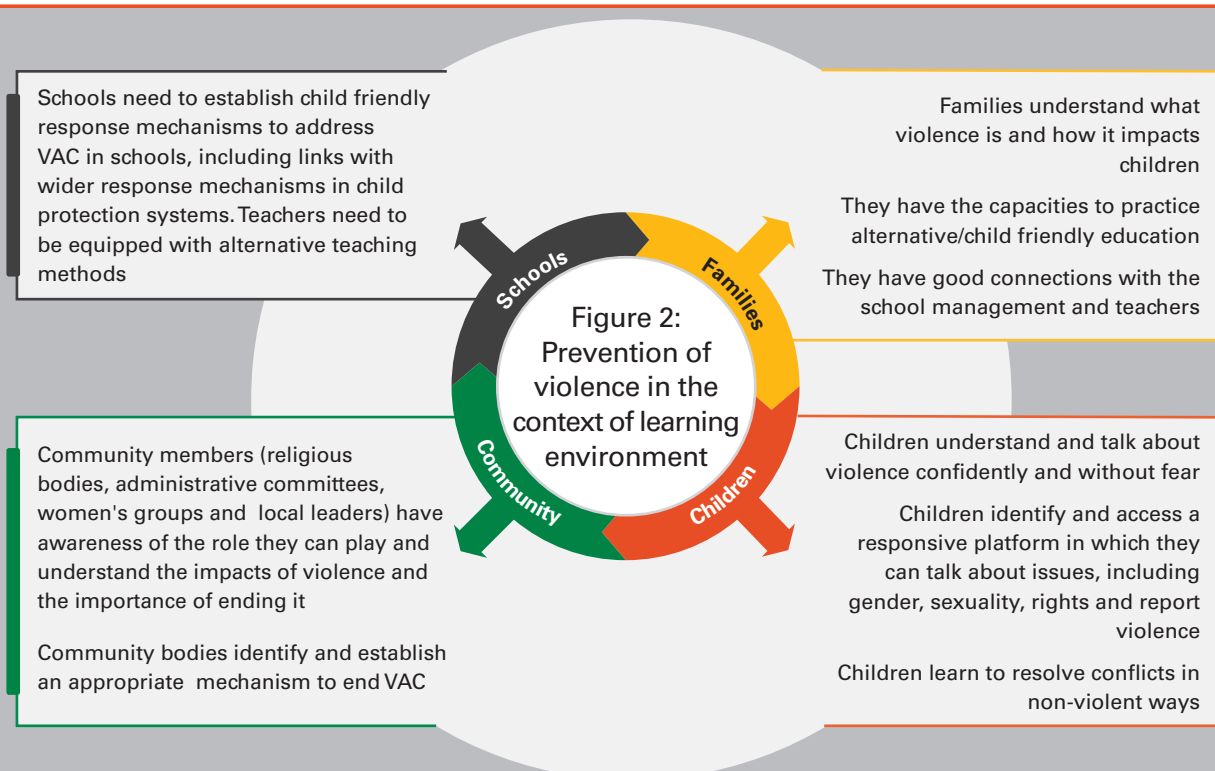 Schools need to establish child friendly
response mechanisms to address
VAC in schools, including links with
wider response mechanisms in child
protection systems. Teachers need to
be equipped with alternative teaching
methods
Families understand what
violence is and how it impacts
children
They have the capacities to practice
alternative/child friendly education
They have good connections with the
school management and teachers
Schools
Families
Figure 2:
Prevention of
violence in the
context of learning
environment
Community
Children
Community members (religious
bodies, administrative committees,
women's groups and local leaders) have
awareness of the role they can play and
understand the impacts of violence and
the importance of ending it
Community bodies identify and establish
an appropriate mechanism to end VAC
Children understand and talk about
violence confidently and without fear
Children identify and access a
responsive platform in which they
can talk about issues, including
gender, sexuality, rights and report
violence
Children learn to resolve conflicts in
non-violent ways